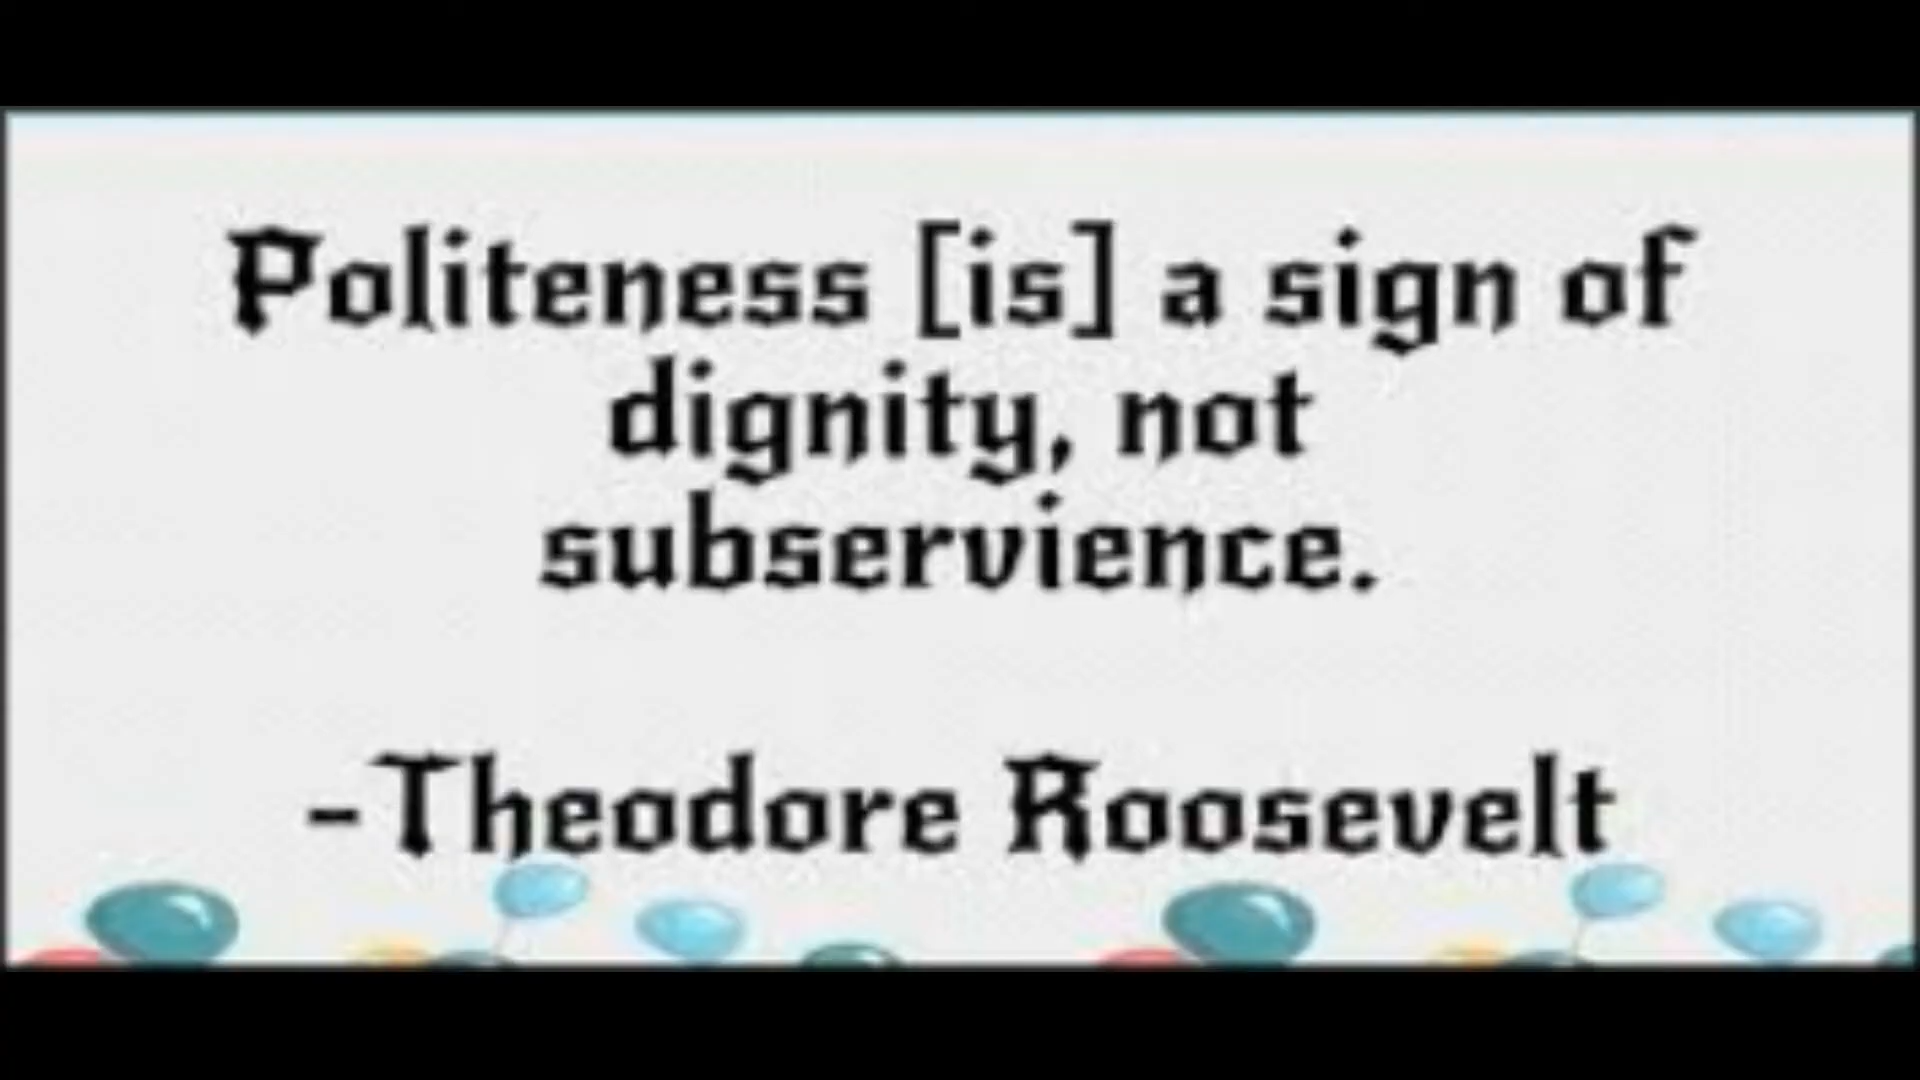 Politeness [is] a sign of
dignity, not
subservience.
-Theodore Roosevelt